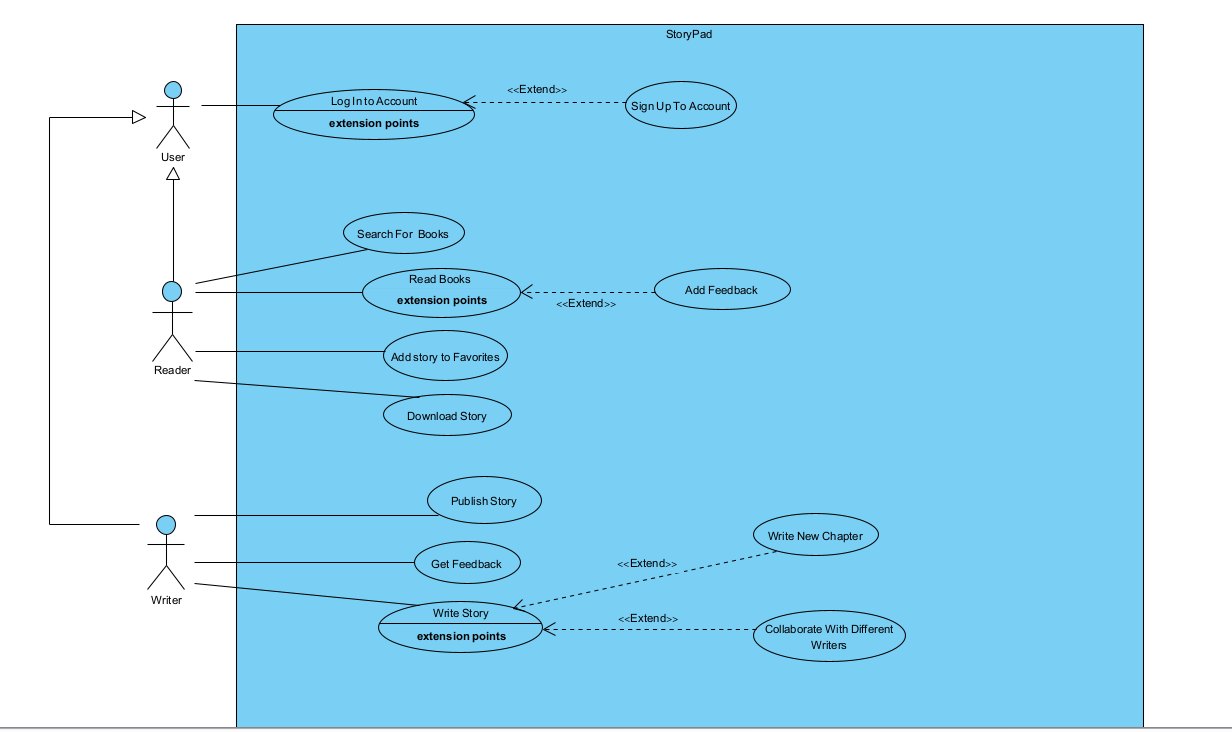 StoryPad
Log In to Account
extension points
<<Extend>>
Sign Up To Account
User
Search For Books
Read Books
extension points
<<Extend>>
Add Feedback
Reader
Add story to Favorites
Download Story
Publish Story
Get Feedback
Writer
Write Story
extension points
<<Extend>>
Write New Chapter
<<Extend>>
Collaborate With Different
Writers